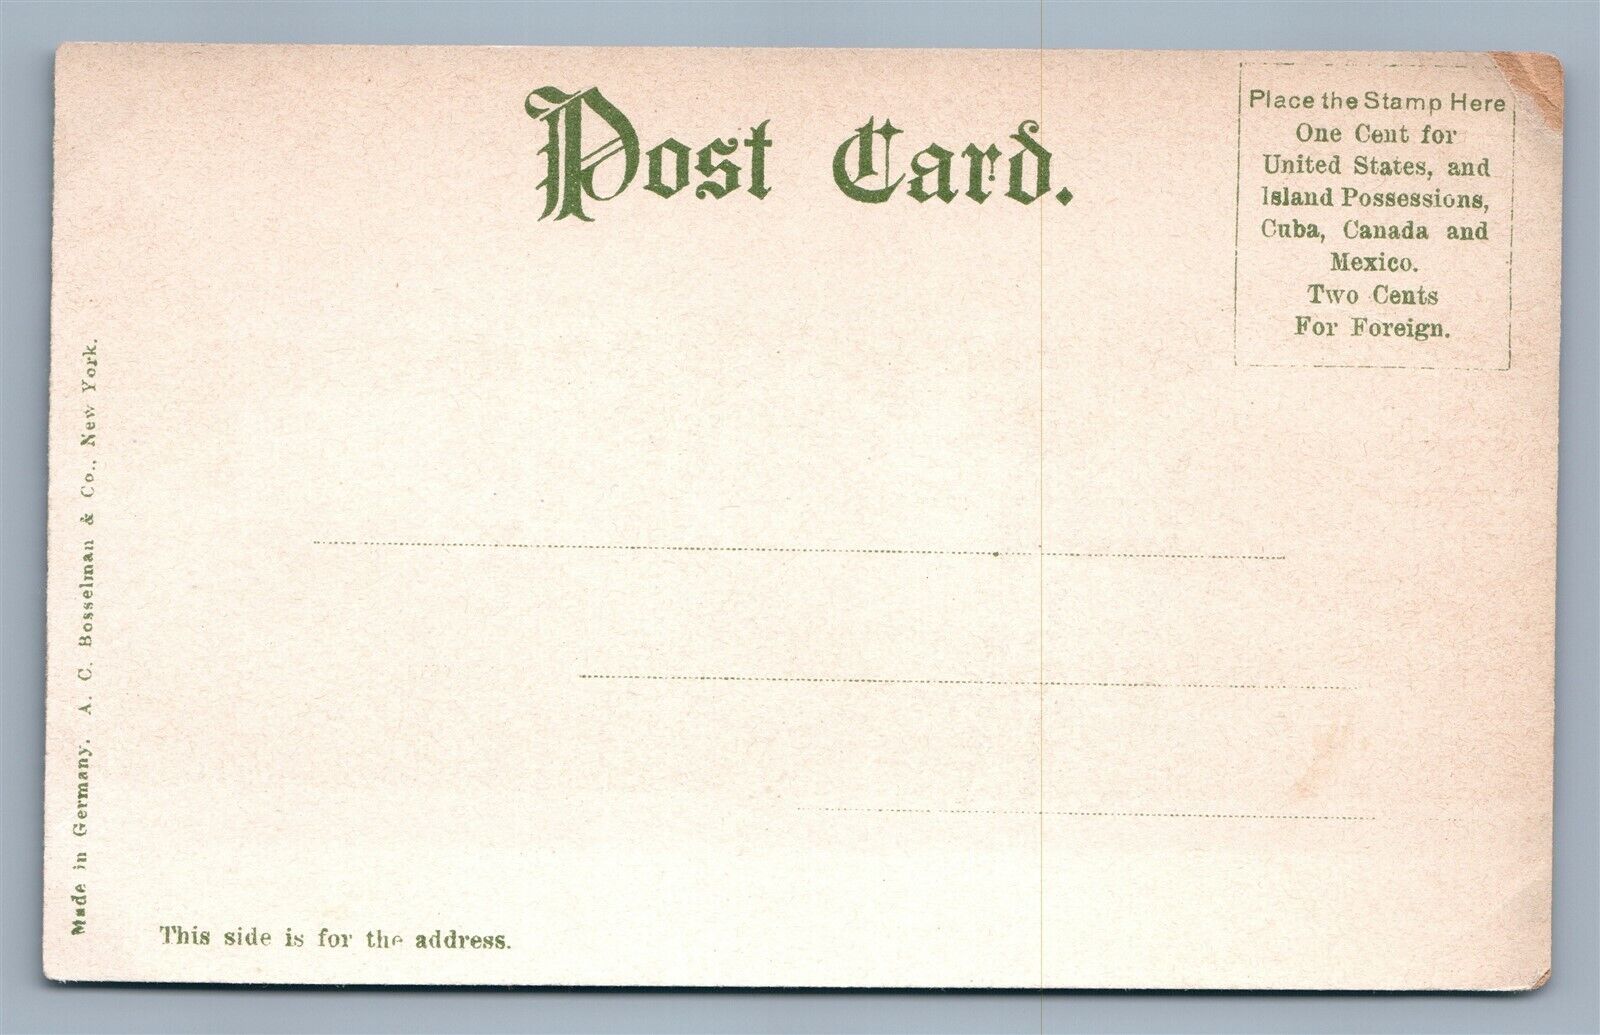 Post Card.
Place the Stamp Here
One Cent for
United States, and
Island Possessions,
Cuba, Canada and
Mexico.
Two Cents
For Foreign.
Made in Germany. A. C. Bosselman & Co., New York.
This side is for the address.